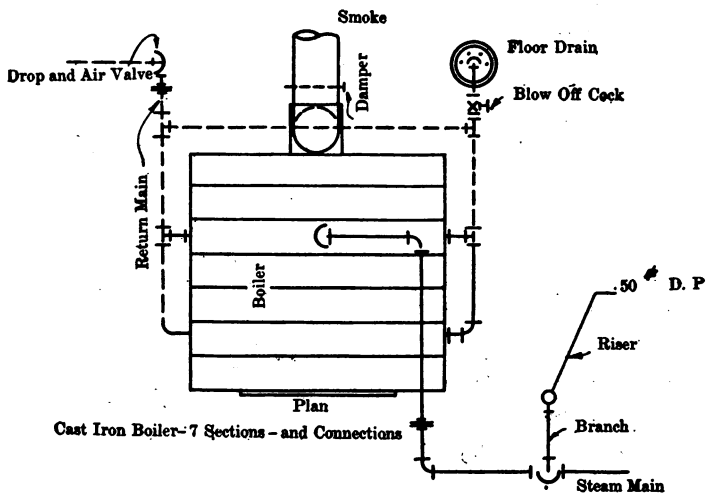 Smoke
Floor Drain
Drop and Air Valve
Damper
Blow Off Cock
Return Main
Boiler
.50 # D. P
Riser
Plan
Cast Iron Boiler-7 Sections-and Connections
Branch
Steam Main